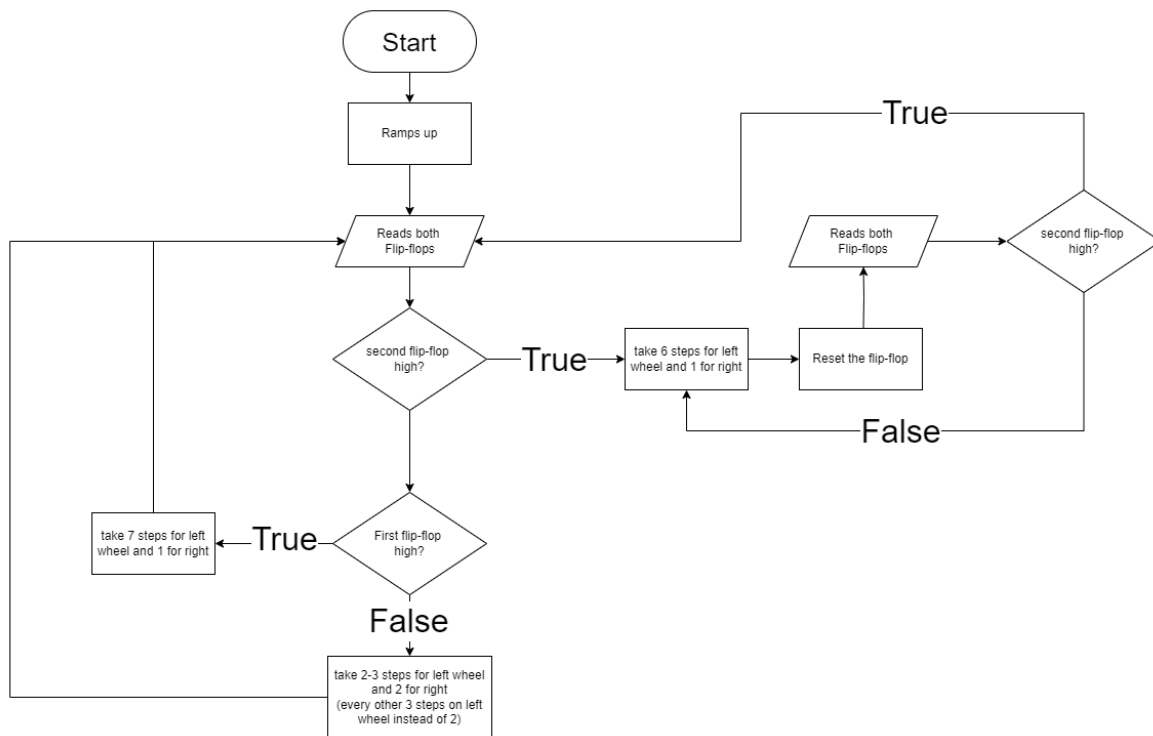 Start
Ramps up
True
Reads both
Flip-flops
Reads both
Flip-flops
second flip-flop
high?
second flip-flop
high?
True
take 6 steps for left
wheel and 1 for right
Reset the flip-flop
False
take 7 steps for left
wheel and 1 for right
True
First flip-flop
high?
False
take 2-3 steps for left wheel
and 2 for right
(every other 3 steps on left
wheel instead of 2)